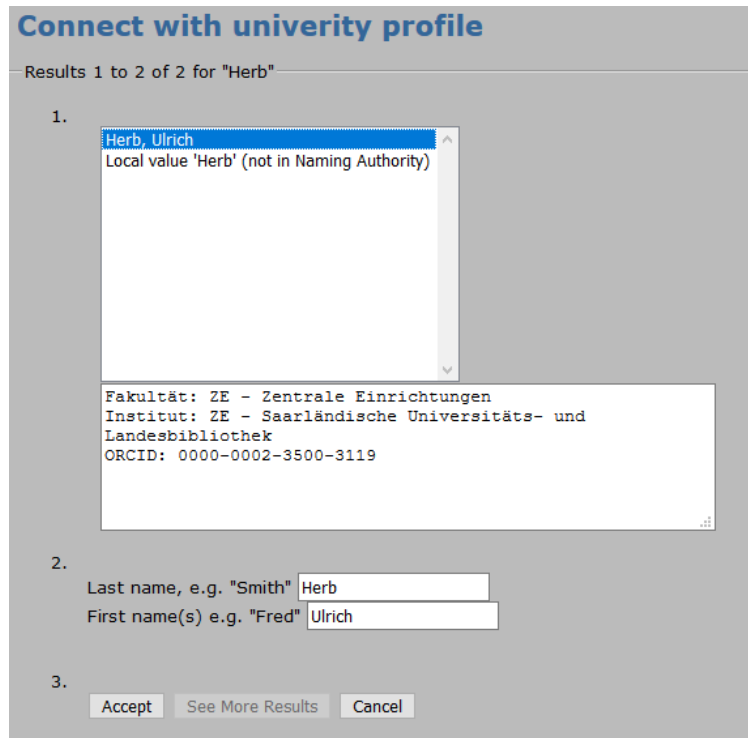 Connect with univerity profile
Results 1 to 2 of 2 for "Herb"
1.
Herb, Ulrich
Local value 'Herb' (not in Naming Authority)
Fakultät: ZE - Zentrale Einrichtungen
Institut: ZE - Saarländische Universitäts- und
Landesbibliothek
ORCID: 0000-0002-3500-3119
2.
Last name, e.g. "Smith" Herb
First name(s) e.g. "Fred" Ulrich
3.
Accept See More Results Cancel